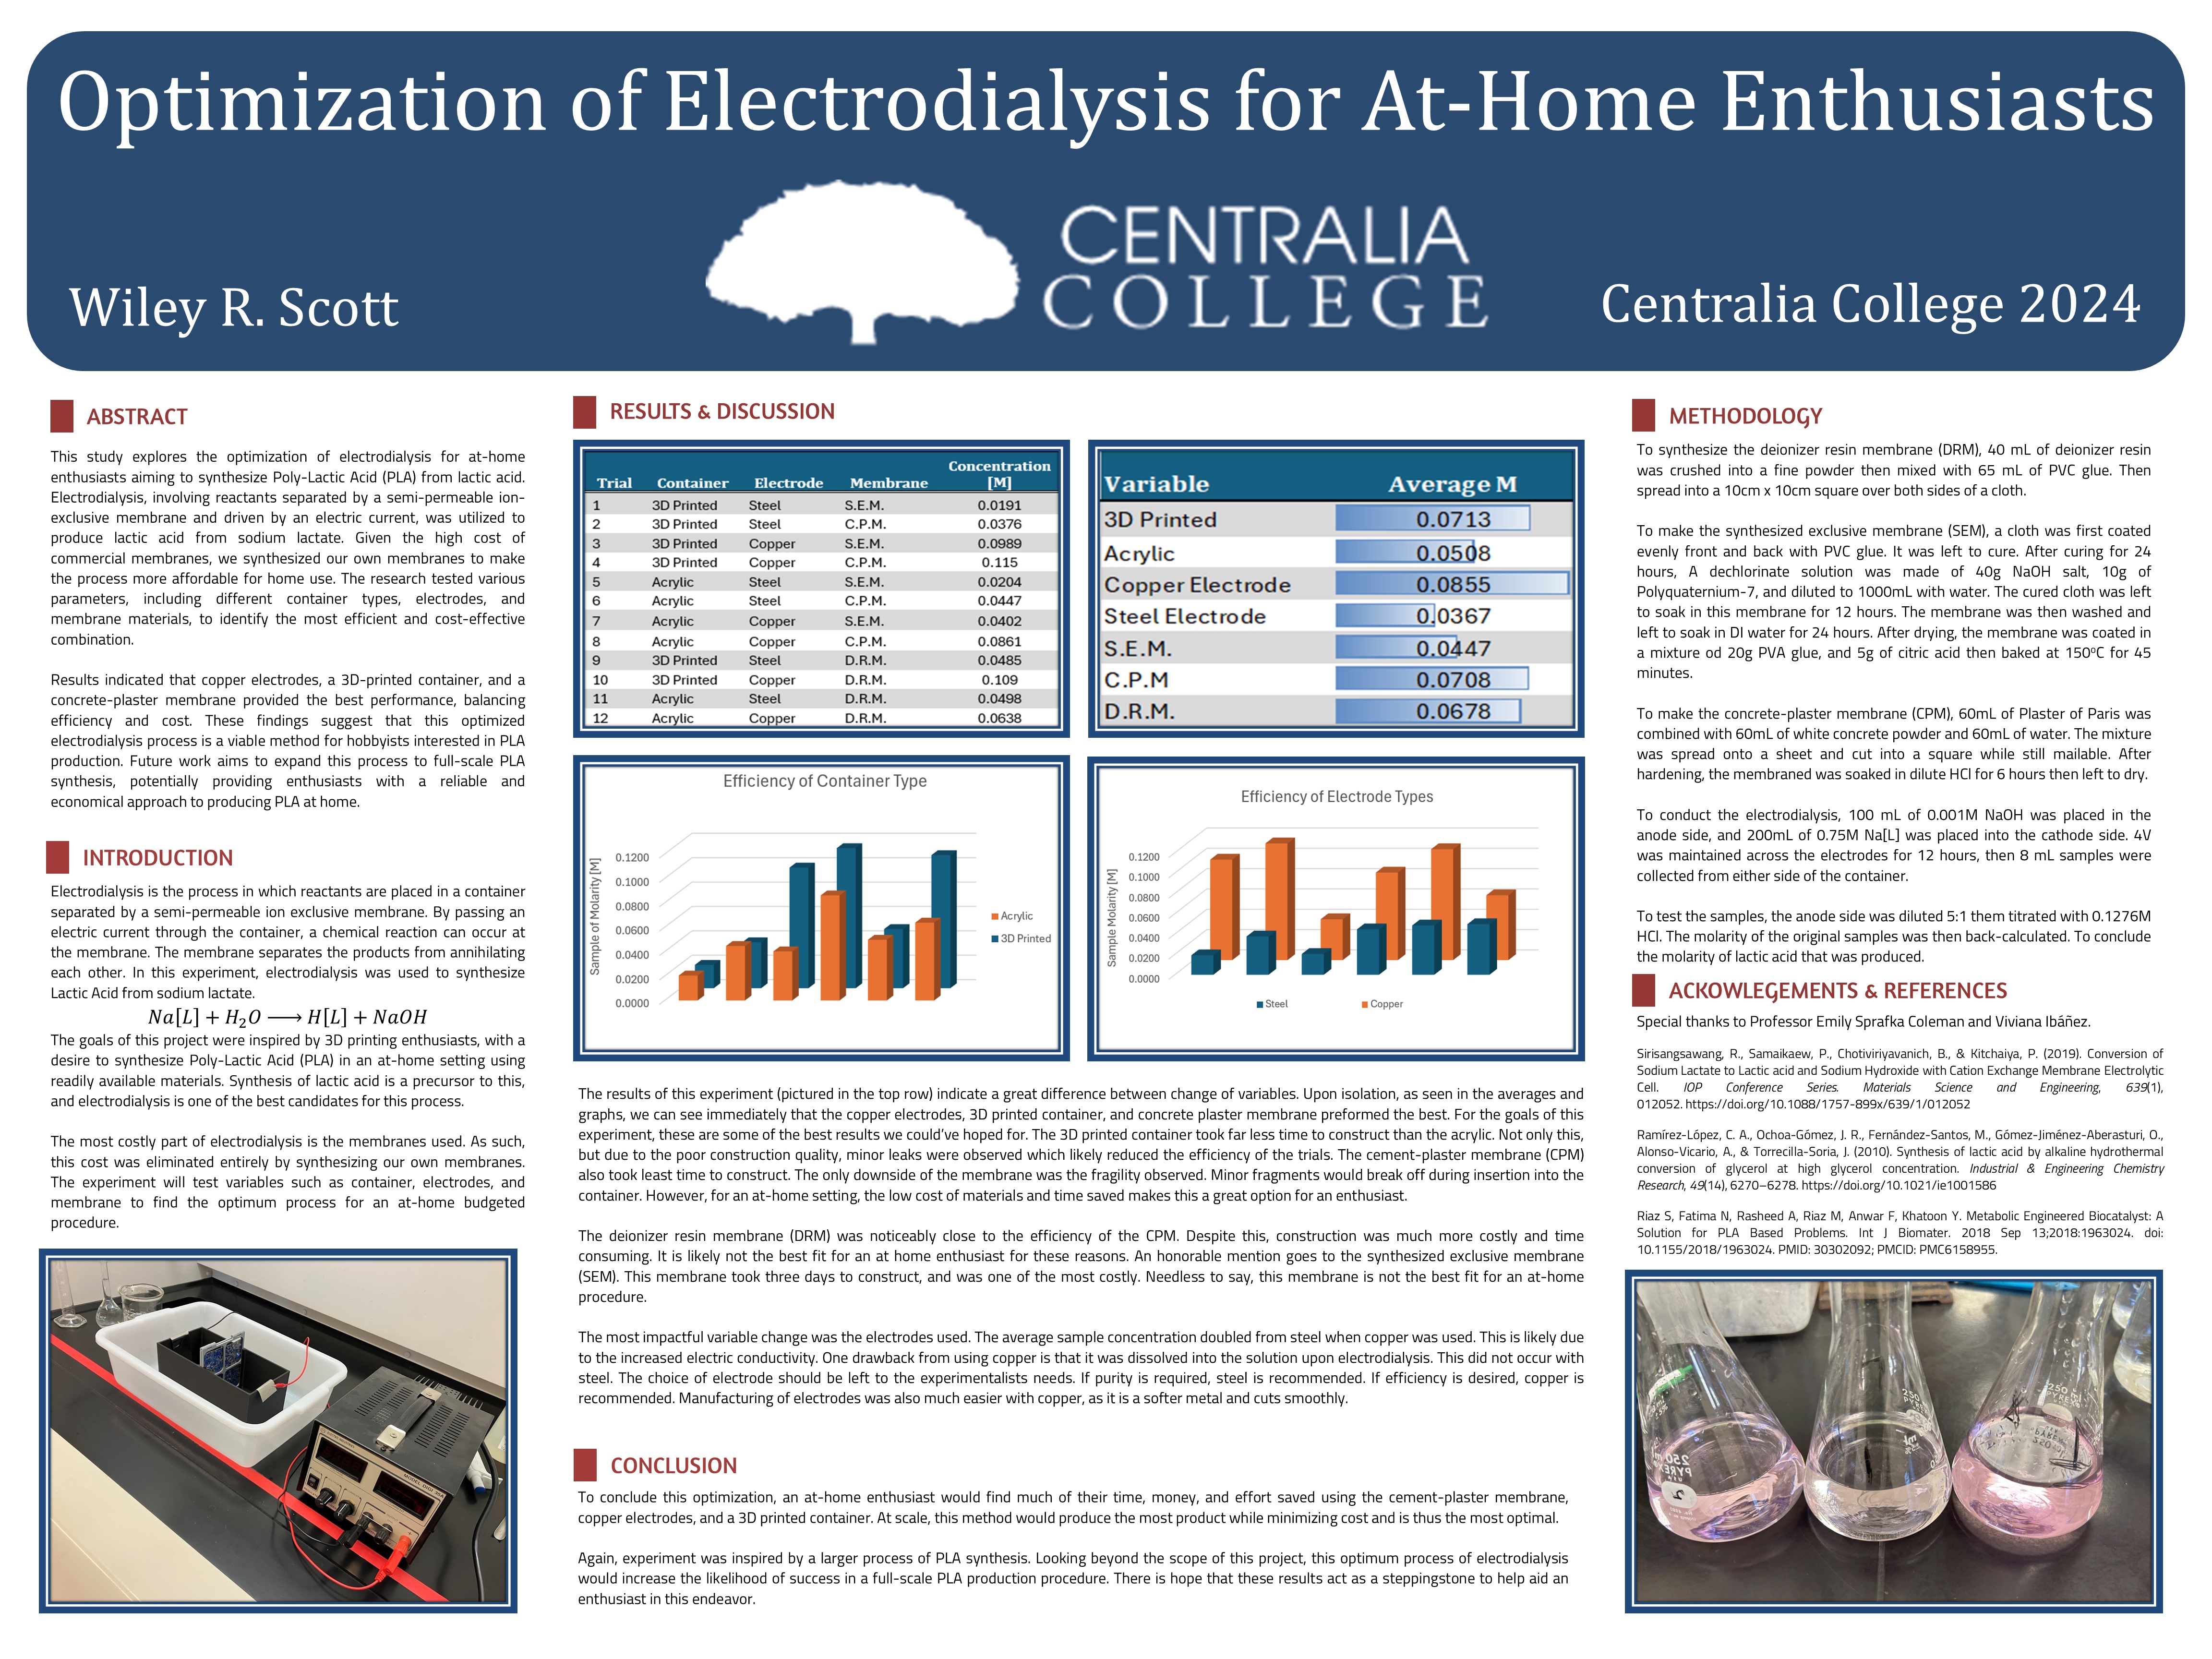 Optimization of Electrodialysis for At-Home Enthusiasts
CENTRALIA
COLLEGE
Wiley R. Scott
Centralia College 2024
ABSTRACT
This study explores the optimization of electrodialysis for at-home
enthusiasts aiming to synthesize Poly-Lactic Acid (PLA) from lactic acid.
Electrodialysis, involving reactants separated by a semi-permeable ion-
exclusive membrane and driven by an electric current, was utilized to
produce lactic acid from sodium lactate. Given the high cost of
commercial membranes, we synthesized our own membranes to make
the process more affordable for home use. The research tested various
parameters, including different container types, electrodes, and
membrane materials, to identify the most efficient and cost-effective
combination.
Results indicated that copper electrodes, a 3D-printed container, and a
concrete-plaster membrane provided the best performance, balancing
efficiency and cost. These findings suggest that this optimized
electrodialysis process is a viable method for hobbyists interested in PLA
production. Future work aims to expand this process to full-scale PLA
synthesis, potentially providing enthusiasts with a reliable and
economical approach to producing PLA at home.
INTRODUCTION
Electrodialysis is the process in which reactants are placed in a container
separated by a semi-permeable ion exclusive membrane. By passing an
electric current through the container, a chemical reaction can occur at
the membrane. The membrane separates the products from annihilating
each other. In this experiment, electrodialysis was used to synthesize
Lactic Acid from sodium lactate.
Na[L] + H₂O ⟶ H[L] + NaOH
The goals of this project were inspired by 3D printing enthusiasts, with a
desire to synthesize Poly-Lactic Acid (PLA) in an at-home setting using
readily available materials. Synthesis of lactic acid is a precursor to this,
and electrodialysis is one of the best candidates for this process.
The most costly part of electrodialysis is the membranes used. As such,
this cost was eliminated entirely by synthesizing our own membranes.
The experiment will test variables such as container, electrodes, and
membrane to find the optimum process for an at-home budgeted
procedure.
RESULTS & DISCUSSION
Trial Container Electrode Membrane Concentration [M]
1 3D Printed Steel S.E.M. 0.0191
2 3D Printed Steel C.P.M. 0.0376
3 3D Printed Copper S.E.M. 0.0989
4 3D Printed Copper C.P.M. 0.115
5 Acrylic Steel S.E.M. 0.0204
6 Acrylic Steel C.P.M. 0.0447
7 Acrylic Copper S.E.M. 0.0402
8 Acrylic Copper C.P.M. 0.0861
9 3D Printed Steel D.R.M. 0.0485
10 3D Printed Copper D.R.M. 0.109
11 Acrylic Steel D.R.M. 0.0498
12 Acrylic Copper D.R.M. 0.0638
Variable Average M
3D Printed 0.0713
Acrylic 0.0508
Copper Electrode 0.0855
Steel Electrode 0.0367
S.E.M. 0.0447
C.P.M 0.0708
D.R.M. 0.0678
Efficiency of Container Type
Sample of Molarity [M]
0.1200
0.1000
0.0800
0.0600
0.0400
0.0200
0.0000
Acrylic
3D Printed
Efficiency of Electrode Types
Sample Molarity [M]
0.1200
0.1000
0.0800
0.0600
0.0400
0.0200
0.0000
Steel
Copper
The results of this experiment (pictured in the top row) indicate a great difference between change of variables. Upon isolation, as seen in the averages and
graphs, we can see immediately that the copper electrodes, 3D printed container, and concrete plaster membrane preformed the best. For the goals of this
experiment, these are some of the best results we could've hoped for. The 3D printed container took far less time to construct than the acrylic. Not only this,
but due to the poor construction quality, minor leaks were observed which likely reduced the efficiency of the trials. The cement-plaster membrane (CPM)
also took least time to construct. The only downside of the membrane was the fragility observed. Minor fragments would break off during insertion into the
container. However, for an at-home setting, the low cost of materials and time saved makes this a great option for an enthusiast.
The deionizer resin membrane (DRM) was noticeably close to the efficiency of the CPM. Despite this, construction was much more costly and time
consuming. It is likely not the best fit for an at home enthusiast for these reasons. An honorable mention goes to the synthesized exclusive membrane
(SEM). This membrane took three days to construct, and was one of the most costly. Needless to say, this membrane is not the best fit for an at-home
procedure.
The most impactful variable change was the electrodes used. The average sample concentration doubled from steel when copper was used. This is likely due
to the increased electric conductivity. One drawback from using copper is that it was dissolved into the solution upon electrodialysis. This did not occur with
steel. The choice of electrode should be left to the experimentalists needs. If purity is required, steel is recommended. If efficiency is desired, copper is
recommended. Manufacturing of electrodes was also much easier with copper, as it is a softer metal and cuts smoothly.
CONCLUSION
To conclude this optimization, an at-home enthusiast would find much of their time, money, and effort saved using the cement-plaster membrane,
copper electrodes, and a 3D printed container. At scale, this method would produce the most product while minimizing cost and is thus the most optimal.
Again, experiment was inspired by a larger process of PLA synthesis. Looking beyond the scope of this project, this optimum process of electrodialysis
would increase the likelihood of success in a full-scale PLA production procedure. There is hope that these results act as a steppingstone to help aid an
enthusiast in this endeavor.
METHODOLOGY
To synthesize the deionizer resin membrane (DRM), 40 mL of deionizer resin
was crushed into a fine powder then mixed with 65 mL of PVC glue. Then
spread into a 10cm x 10cm square over both sides of a cloth.
To make the synthesized exclusive membrane (SEM), a cloth was first coated
evenly front and back with PVC glue. It was left to cure. After curing for 24
hours, A dechlorinate solution was made of 40g NaOH salt, 10g of
Polyquaternium-7, and diluted to 1000mL with water. The cured cloth was left
to soak in this membrane for 12 hours. The membrane was then washed and
left to soak in DI water for 24 hours. After drying, the membrane was coated in
a mixture od 20g PVA glue, and 5g of citric acid then baked at 150ºC for 45
minutes.
To make the concrete-plaster membrane (CPM), 60mL of Plaster of Paris was
combined with 60mL of white concrete powder and 60mL of water. The mixture
was spread onto a sheet and cut into a square while still mailable. After
hardening, the membraned was soaked in dilute HCl for 6 hours then left to dry.
To conduct the electrodialysis, 100 mL of 0.001M NaOH was placed in the
anode side, and 200mL of 0.75M Na[L] was placed into the cathode side. 4V
was maintained across the electrodes for 12 hours, then 8 mL samples were
collected from either side of the container.
To test the samples, the anode side was diluted 5:1 them titrated with 0.1276M
HCl. The molarity of the original samples was then back-calculated. To conclude
the molarity of lactic acid that was produced.
ACKOWLEGEMENTS & REFERENCES
Special thanks to Professor Emily Sprafka Coleman and Viviana Ibáñez.
Sirisangsawang, R., Samaikaew, P., Chotiviriyavanich, B., & Kitchaiya, P. (2019). Conversion of
Sodium Lactate to Lactic acid and Sodium Hydroxide with Cation Exchange Membrane Electrolytic
Cell. IOP Conference Series. Materials Science and Engineering, 639(1),
012052. https://doi.org/10.1088/1757-899x/639/1/012052
Ramírez-López, C. A., Ochoa-Gómez, J. R., Fernández-Santos, M., Gómez-Jiménez-Aberasturi, O.,
Alonso-Vicario, A., & Torrecilla-Soria, J. (2010). Synthesis of lactic acid by alkaline hydrothermal
conversion of glycerol at high glycerol concentration. Industrial & Engineering Chemistry
Research, 49(14), 6270–6278. https://doi.org/10.1021/ie1001586
Riaz S, Fatima N, Rasheed A, Riaz M, Anwar F, Khatoon Y. Metabolic Engineered Biocatalyst: A
Solution for PLA Based Problems. Int J Biomater. 2018 Sep 13;2018:1963024. doi:
10.1155/2018/1963024. PMID: 30302092; PMCID: PMC6158955.
250
PYREX
2